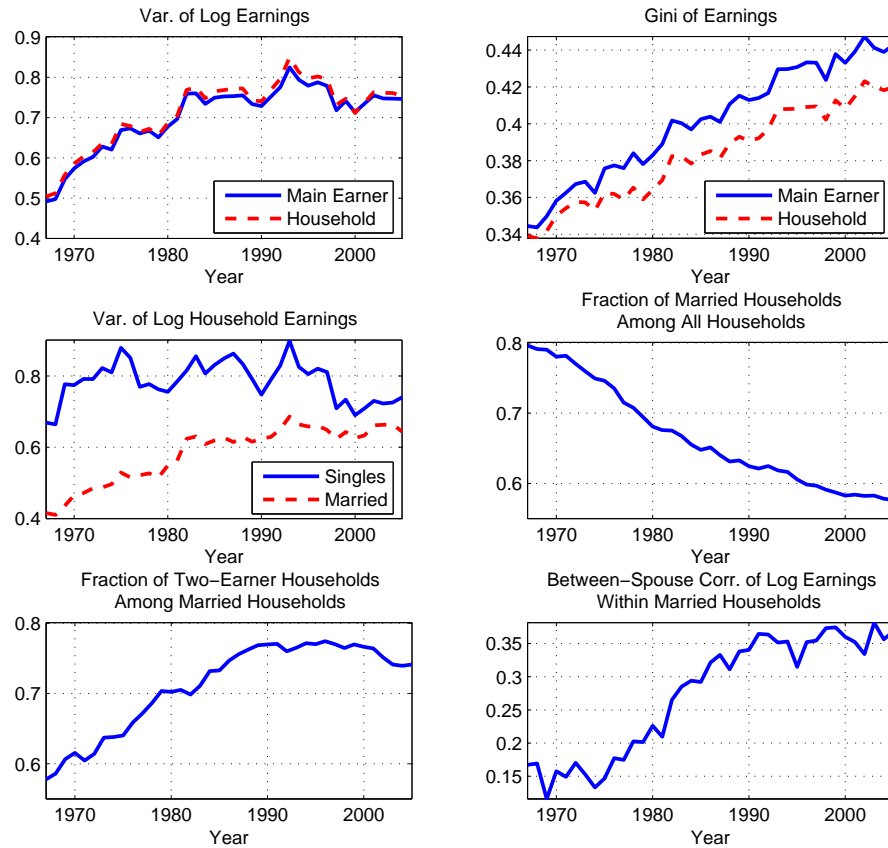 Var. of Log Earnings
0.9
0.8
0.7
0.6
0.5
0.4
1970
1980
1990
2000
Year
Main Earner
Household
Gini of Earnings
0.44
0.42
0.4
0.38
0.36
0.34
1970
1980
1990
2000
Year
Main Earner
Household
Var. of Log Household Earnings
0.8
0.6
0.4
1970
1980
1990
2000
Year
Singles
Married
Fraction of Married Households
Among All Households
0.8
0.7
0.6
1970
1980
1990
2000
Year
Fraction of Two−Earner Households
Among Married Households
0.8
0.7
0.6
1970
1980
1990
2000
Year
Between−Spouse Corr. of Log Earnings
Within Married Households
0.35
0.3
0.25
0.2
0.15
1970
1980
1990
2000
Year